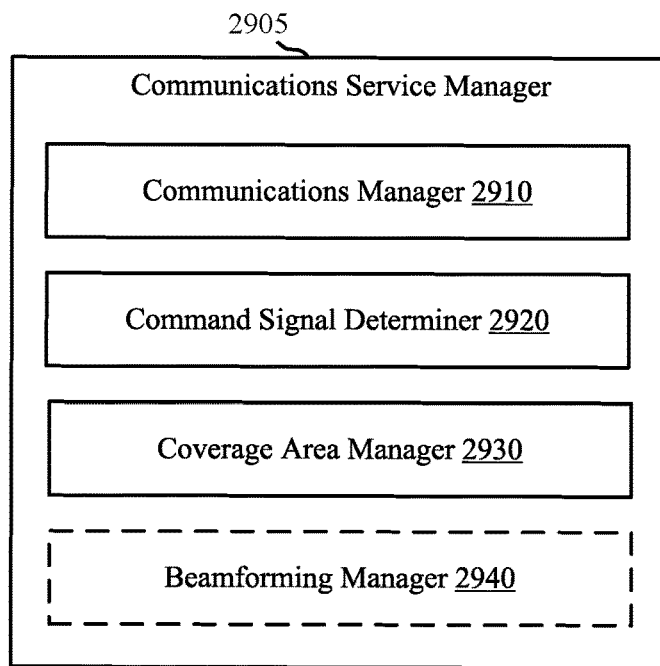 2905
Communications Service Manager
Communications Manager 2910
Command Signal Determiner 2920
Coverage Area Manager 2930
Beamforming Manager 2940